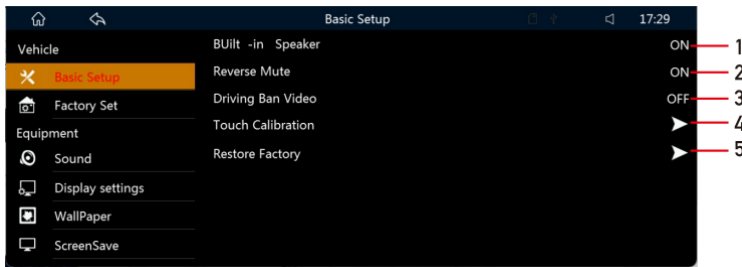 Basic Setup 17:29
Vehicle
Basic Setup
Factory Set
Equipment
Sound
Display settings
WallPaper
ScreenSave
BUilt -in Speaker ON 1
Reverse Mute ON 2
Driving Ban Video OFF 3
Touch Calibration 4
Restore Factory 5